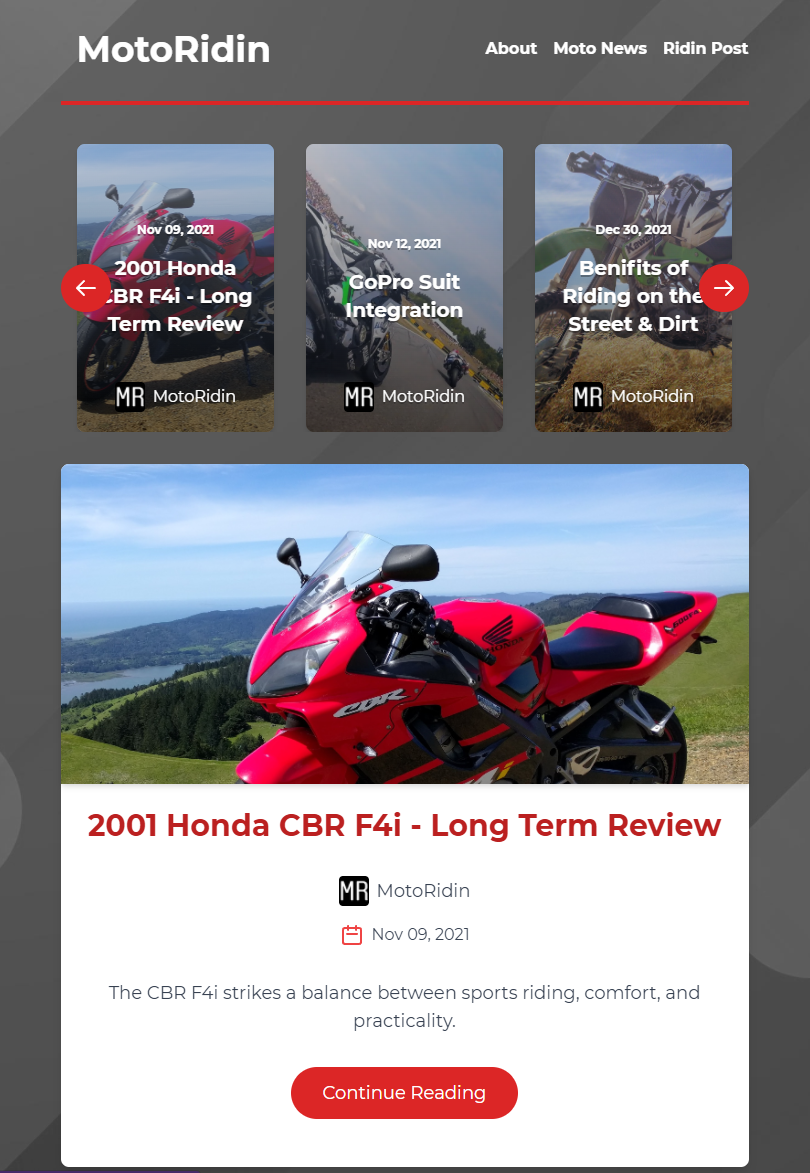 MotoRidin
About Moto News Ridin Post
Nov 09, 2021
2001 Honda
CBR F4i - Long
Term Review
MR MotoRidin
Nov 12, 2021
GoPro Suit
Integration
MR MotoRidin
Dec 30, 2021
Benifits of
Riding on the
Street & Dirt
MR MotoRidin
HONDA
CBR
2001 Honda CBR F4i - Long Term Review
MR MotoRidin
Nov 09, 2021
The CBR F4i strikes a balance between sports riding, comfort, and
practicality.
Continue Reading